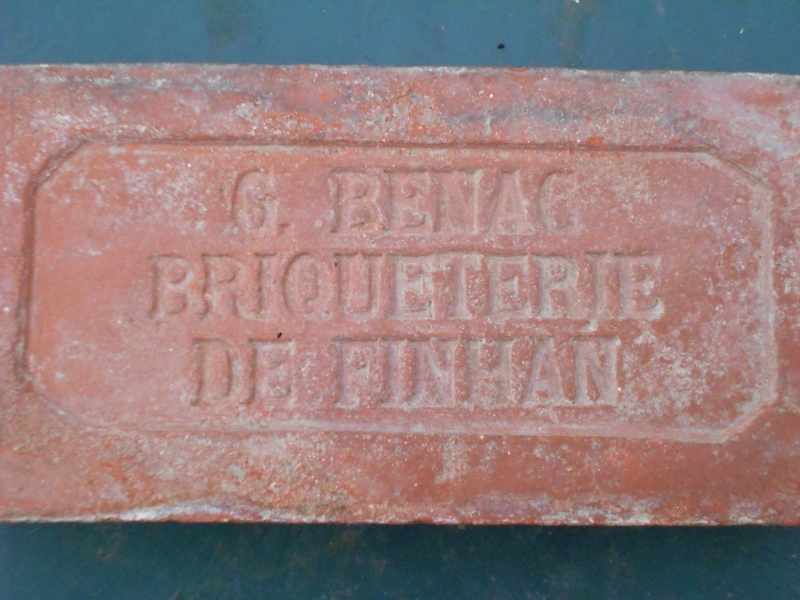 G. BENAC
BRIQUETERIE
DE FINHAN